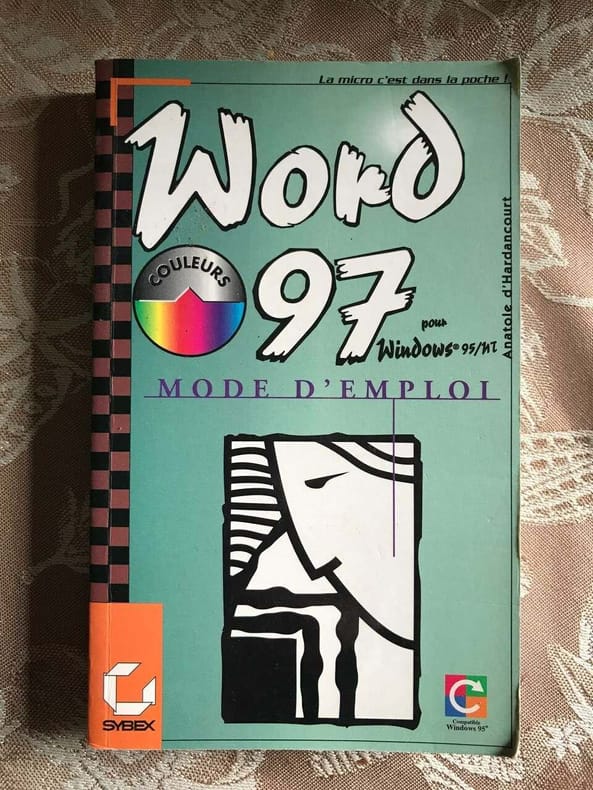 La micro c'est dans la poche !
Word
COULEURS
97
pour
Windows® 95/NT
Anatole d'Hardancourt
MODE D'EMPLOI
SYBEX
Compatible
Windows 95®